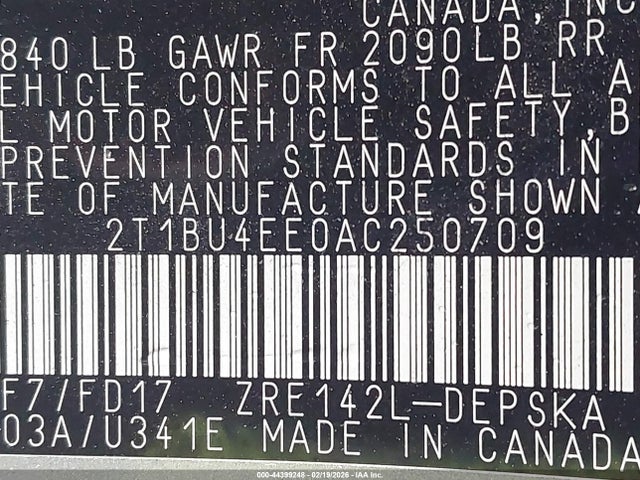 CANADA, INC
840 LB GAWR FR 2090LB RR
EHICLE CONFORMS TO ALL A
L MOTOR VEHICLE SAFETY, B
PREVENTION STANDARDS IN
TE OF MANUFACTURE SHOWN
2T1BU4EE0AC250709
F7/FD17 ZRE142L-DEPSKA
03A/U341E MADE IN CANADA
000-44399248 - 02/19/2026 - IAA Inc.